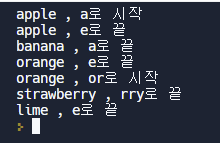 apple , a로 시작
apple , e로 끝
banana , a로 끝
orange , e로 끝
orange , or로 시작
strawberry , rry로 끝
lime , e로 끝
>